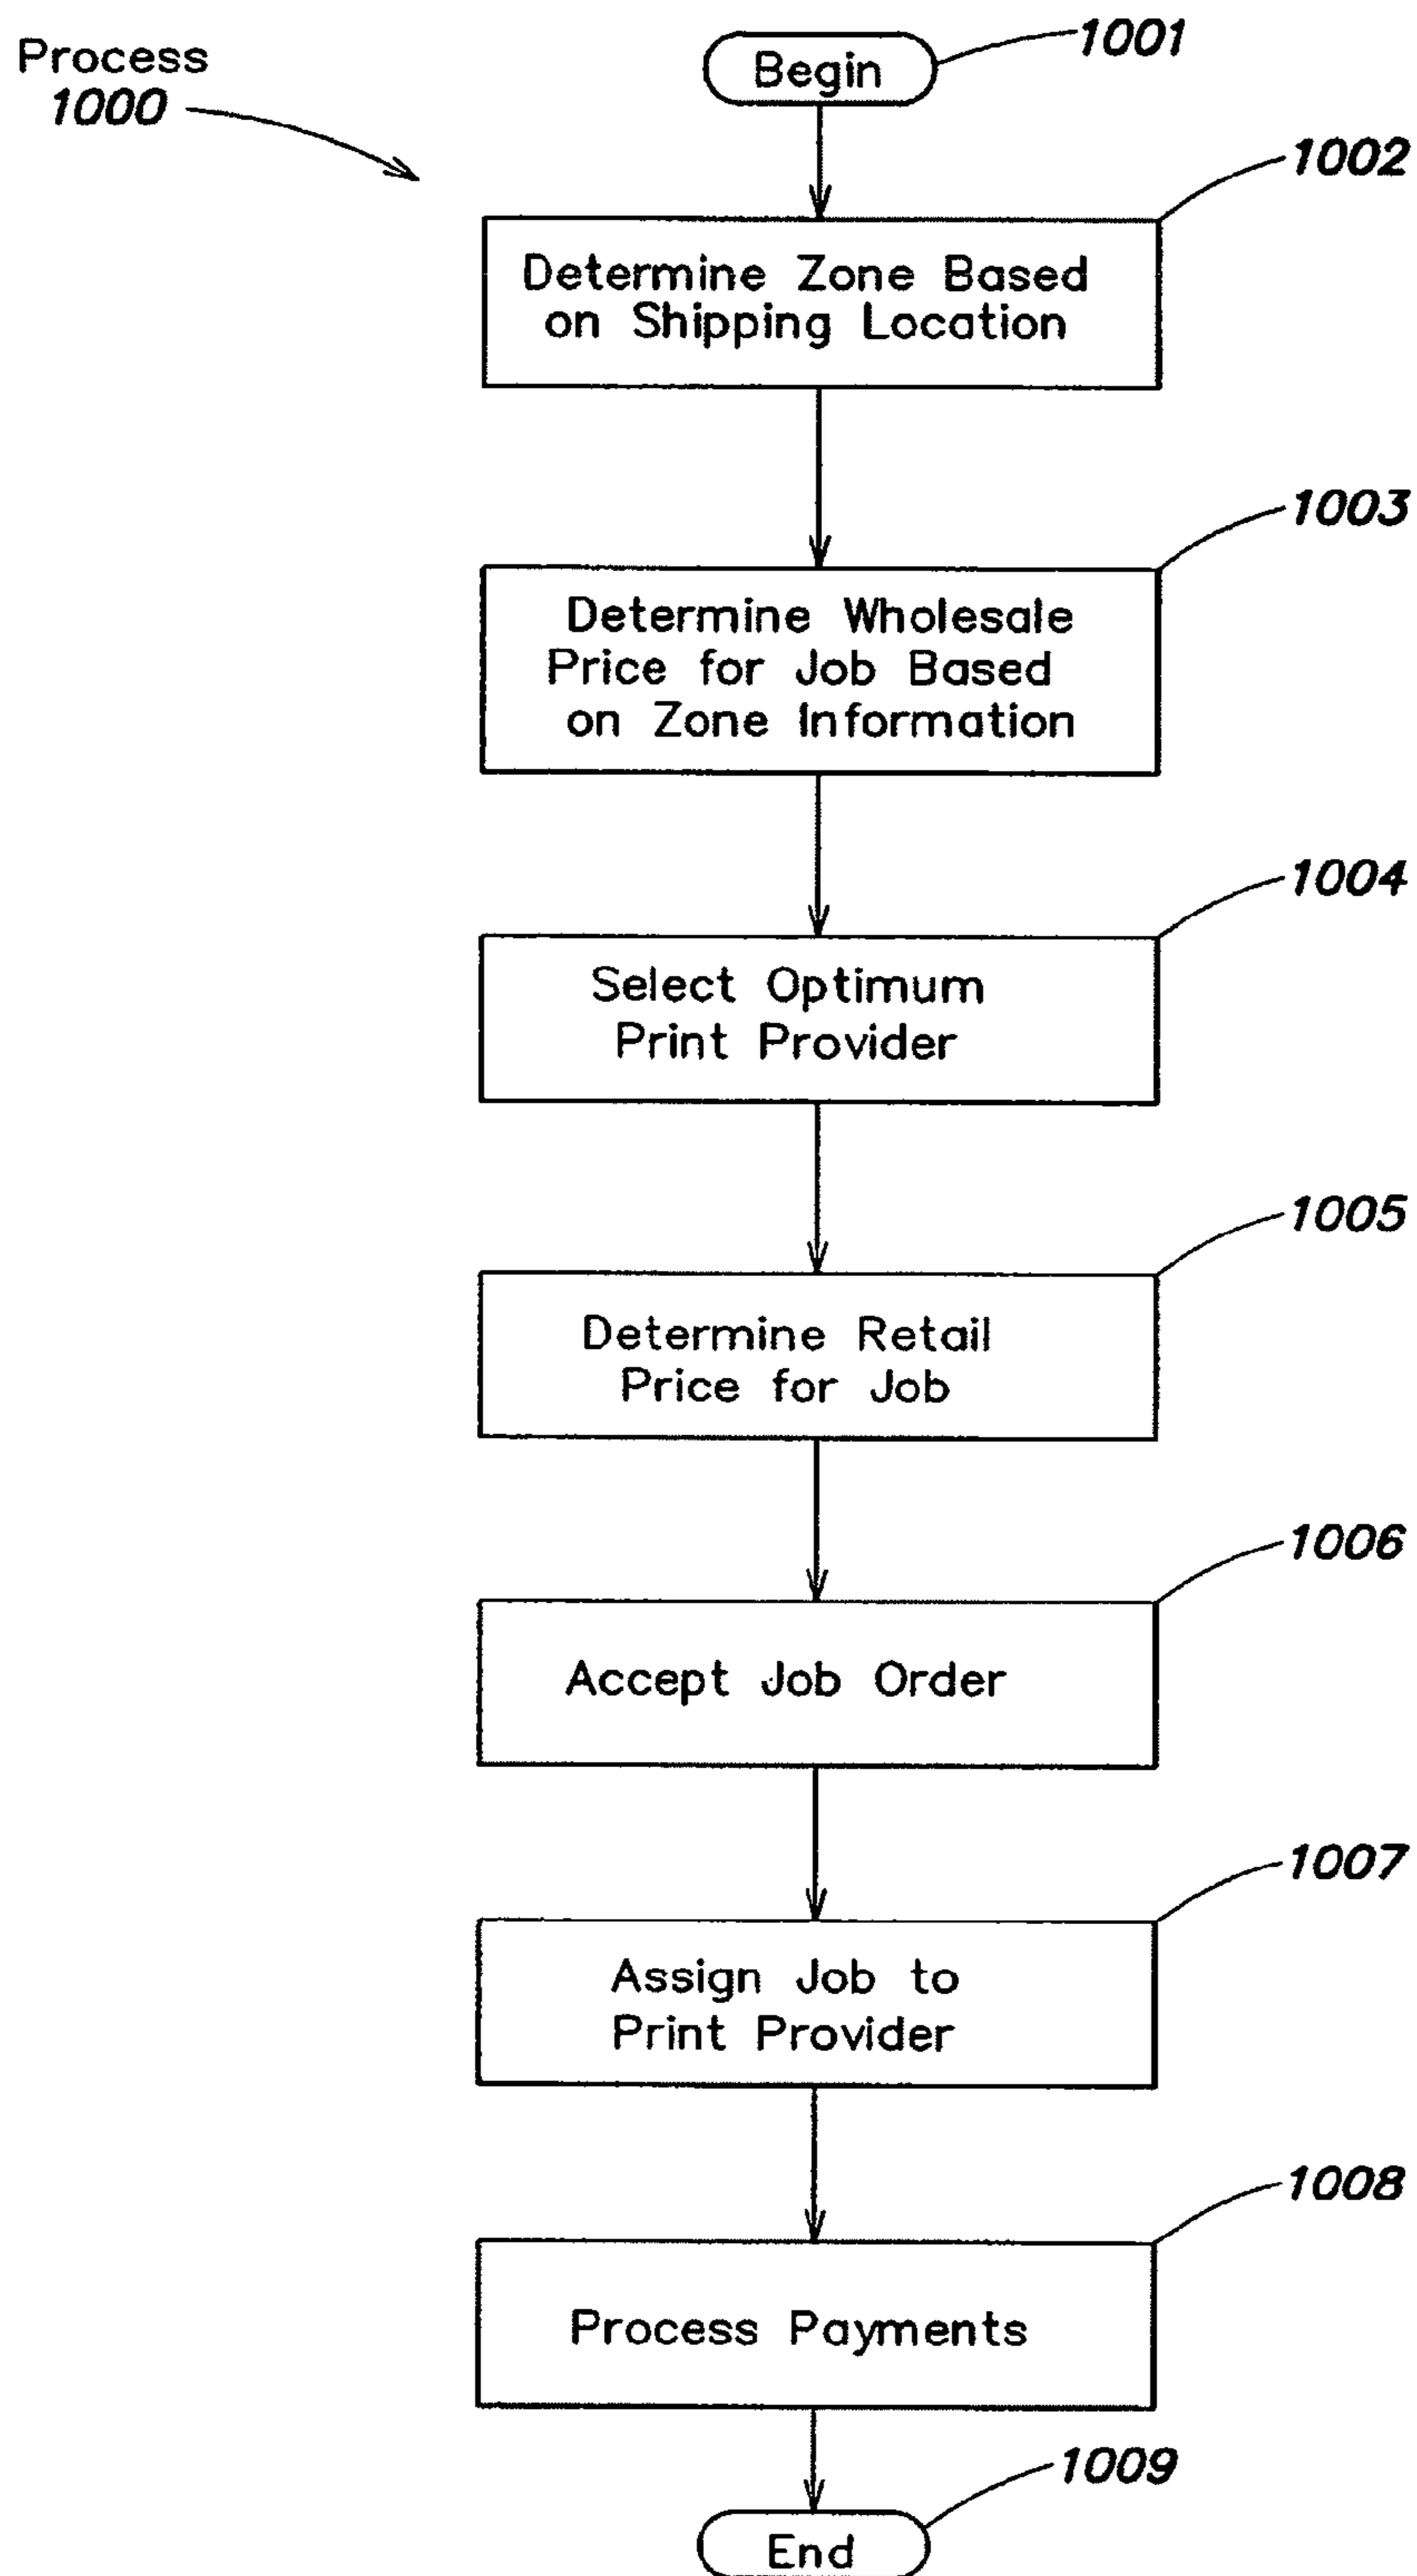 Process
1000
Begin
1001
1002
Determine Zone Based
on Shipping Location
1003
Determine Wholesale
Price for Job Based
on Zone Information
1004
Select Optimum
Print Provider
1005
Determine Retail
Price for Job
1006
Accept Job Order
1007
Assign Job to
Print Provider
1008
Process Payments
1009
End